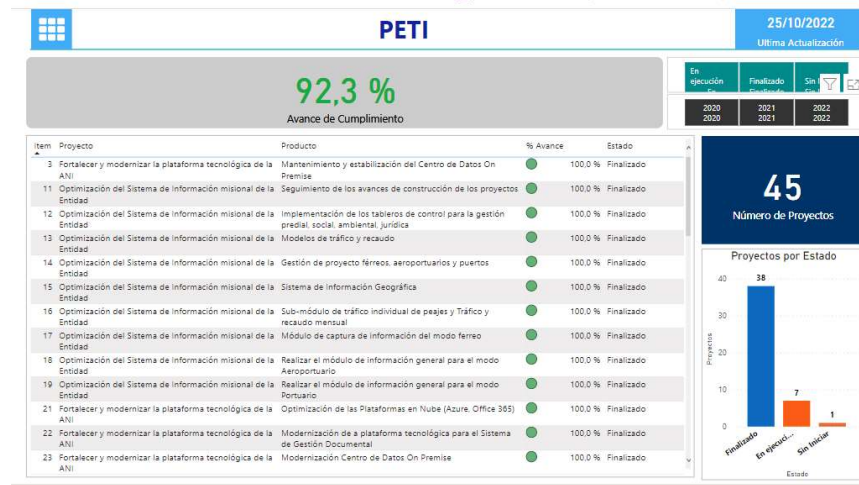 PETI
25/10/2022
Ultima Actualización
92,3 %
Avance de Cumplimiento
En
ejecución
Finalizado
Sin
2020
2020
2021
2021
2022
2022
Item Proyecto Producto % Avance Estado
3 Fortalecer y modernizar la plataforma tecnológica de la Mantenimiento y estabilización del Centro de Datos On 100,0 % Finalizado
ANI Premise
11 Optimización del Sistema de Información misional de la Seguimiento de los avances de construcción de los proyectos 100,0 % Finalizado
Entidad
12 Optimización del Sistema de Información misional de la Implementación de los tableros de control para la gestión 100,0 % Finalizado
Entidad predial, social, ambiental, jurídica
13 Optimización del Sistema de Información misional de la Modelos de tráfico y recaudo 100,0 % Finalizado
Entidad
14 Optimización del Sistema de Información misional de la Gestión de proyecto férreos, aeroportuarios y puertos 100,0 % Finalizado
Entidad
15 Optimización del Sistema de Información misional de la Sistema de Información Geográfica 100,0 % Finalizado
Entidad
16 Optimización del Sistema de Información misional de la Sub-módulo de tráfico individual de peajes y Tráfico y 100,0 % Finalizado
Entidad recaudo mensual
17 Optimización del Sistema de Información misional de la Módulo de captura de información del modo ferreo 100,0 % Finalizado
Entidad
18 Optimización del Sistema de Información misional de la Realizar el módulo de información general para el modo 100,0 % Finalizado
Entidad Aeroportuario
19 Optimización del Sistema de Información misional de la Realizar el módulo de información general para el modo 100,0 % Finalizado
Entidad Portuario
21 Fortalecer y modernizar la plataforma tecnológica de la Optimización de las Plataformas en Nube (Azure, Office 365) 100,0 % Finalizado
ANI
22 Fortalecer y modernizar la plataforma tecnológica de la Modernización de a plataforma tecnológica para el Sistema 100,0 % Finalizado
ANI de Gestión Documental
23 Fortalecer y modernizar la plataforma tecnológica de la Modernización Centro de Datos On Premise 100,0 % Finalizado
ANI
45
Número de Proyectos
Proyectos por Estado
40
30
20
10
0
Proyectos
38
7
1
Finalizado
En ejecuci...
Sin Iniciar
Estado